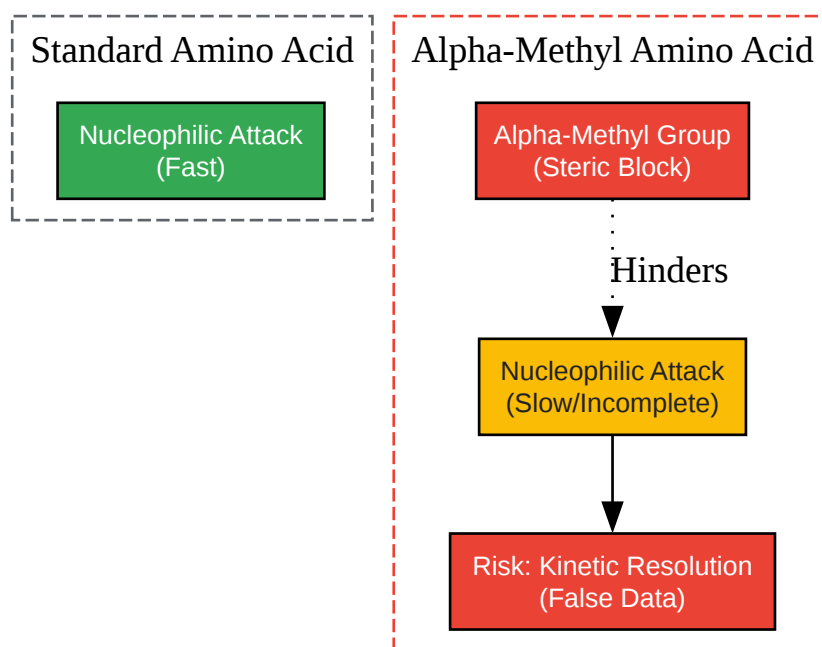 Standard Amino Acid
Nucleophilic Attack
(Fast)
Alpha-Methyl Amino Acid
Alpha-Methyl Group
(Steric Block)
Hinders
Nucleophilic Attack
(Slow/Incomplete)
Risk: Kinetic Resolution
(False Data)